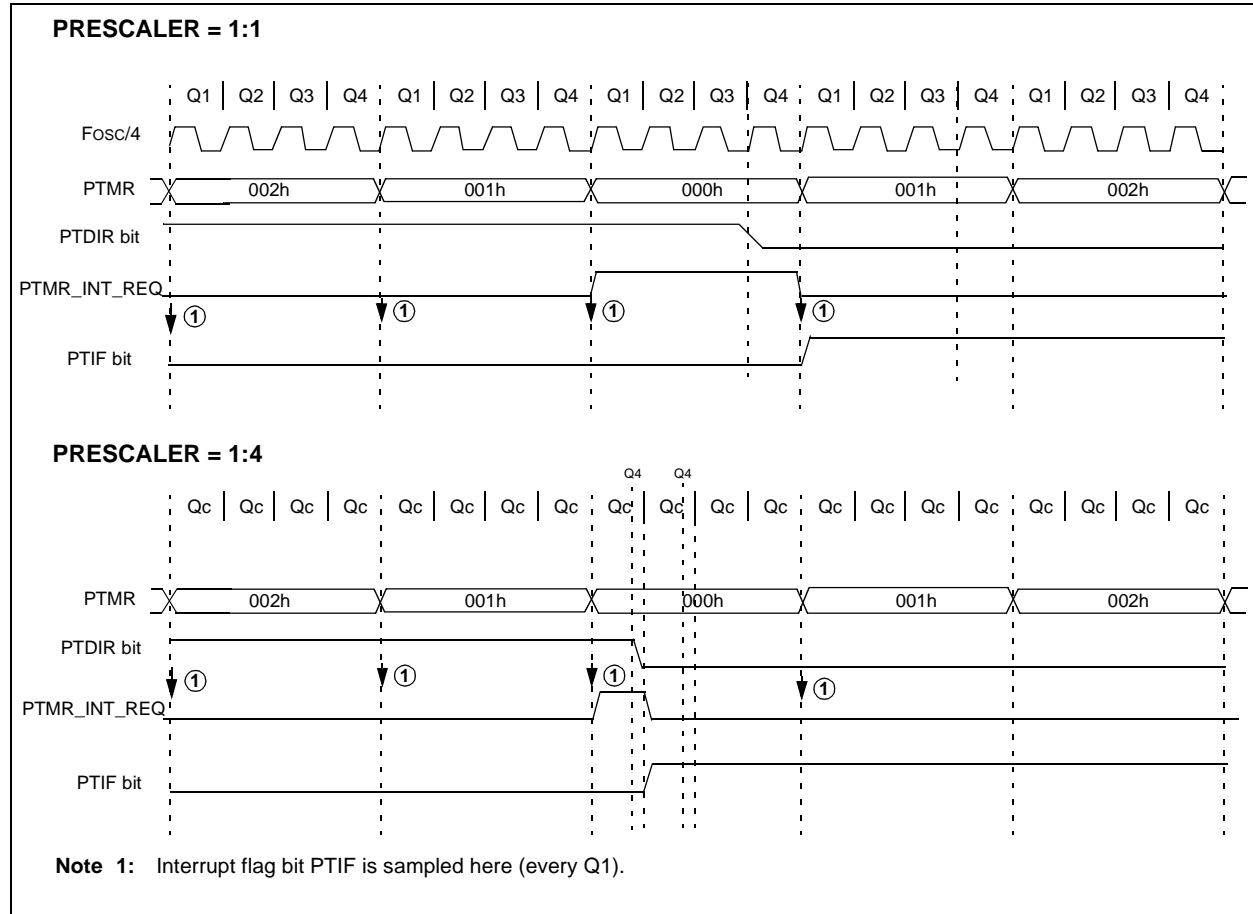 PRESCALER = 1:1
Q1 Q2 Q3 Q4 Q1 Q2 Q3 Q4 Q1 Q2 Q3 Q4 Q1 Q2 Q3 Q4 Q1 Q2 Q3 Q4
FOSC/4
PTMR 002h 001h 000h 001h 002h
PTDIR bit
PTMR_INT_REQ
1 1 1 1
PTIF bit
PRESCALER = 1:4
Q4 Q4
Qc Qc Qc Qc Qc Qc Qc Qc Qc Qc Qc Qc Qc Qc Qc Qc Qc Qc Qc Qc
PTMR 002h 001h 000h 001h 002h
PTDIR bit
1 1 1 1
PTMR_INT_REQ
PTIF bit
Note 1: Interrupt flag bit PTIF is sampled here (every Q1).